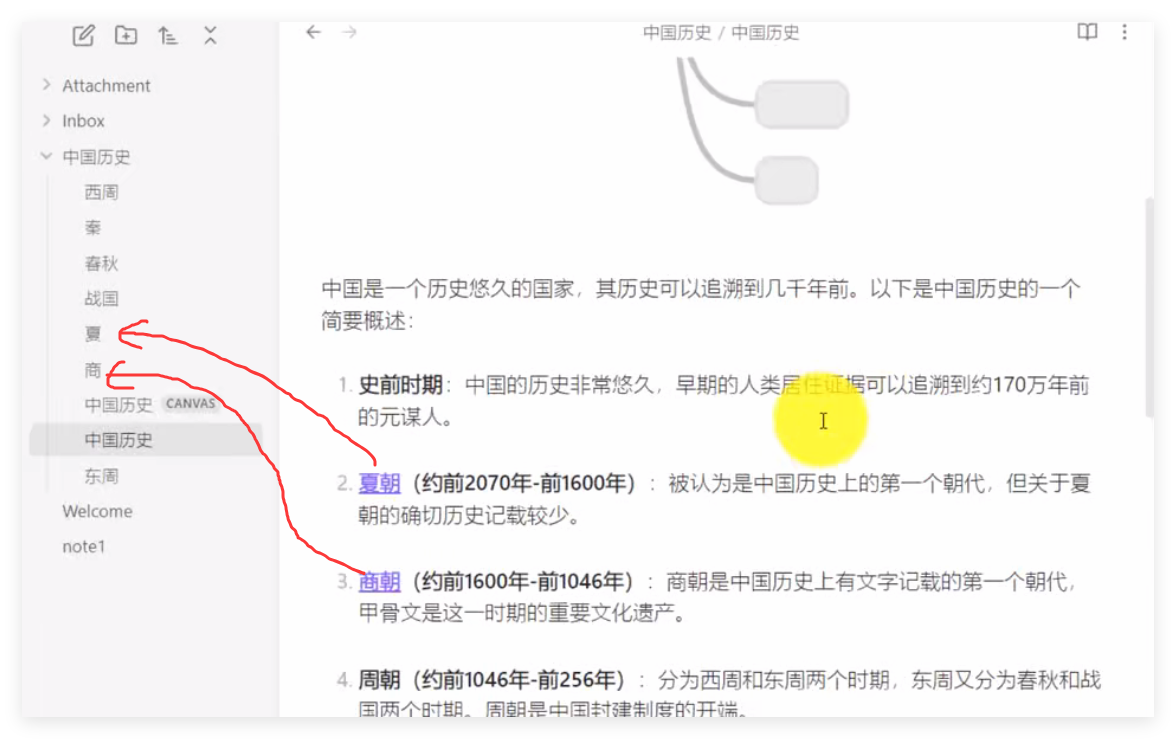 中国历史 / 中国历史
Attachment
Inbox
中国历史
西周
秦
春秋
战国
夏
商
中国历史 CANVAS
中国历史
东周
Welcome
note1
中国是一个历史悠久的国家，其历史可以追溯到几千年前。以下是中国历史的一个
简要概述：
1. 史前时期：中国的历史非常悠久，早期的人类居住证据可以追溯到约170万年前
的元谋人。
2. 夏朝（约前2070年-前1600年）：被认为是中国历史上的第一个朝代，但关于夏
朝的确切历史记载较少。
3. 商朝（约前1600年-前1046年）：商朝是中国历史上有文字记载的第一个朝代，
甲骨文是这一时期的重要文化遗产。
4. 周朝（约前1046年-前256年）：分为西周和东周两个时期，东周又分为春秋和战
国两个时期。周朝是中国封建制度的开端。